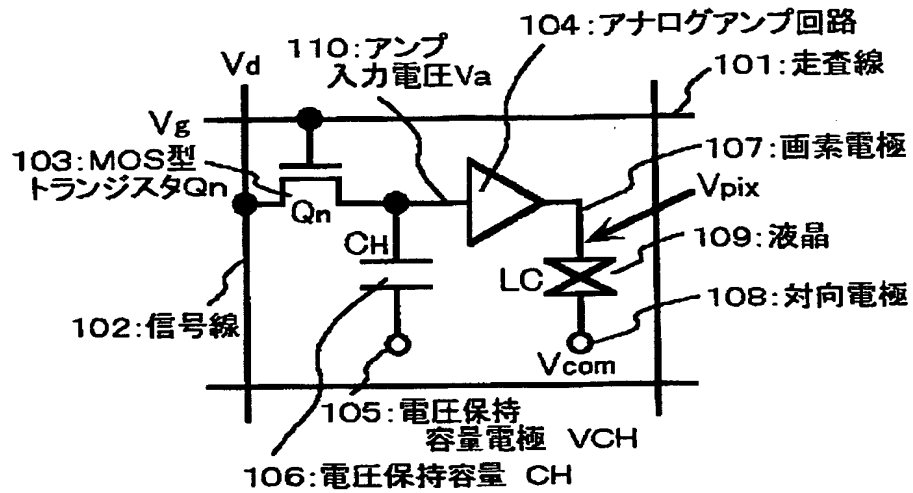 104:アナログアンプ回路
110:アンプ
入力電圧Va
Vd
101:走査線
Vg
103:MOS型
トランジスタQn
107:画素電極
Vpix
Qn
CH
109:液晶
LC
108:対向電極
102:信号線
Vcom
105:電圧保持
容量電極 VCH
106:電圧保持容量 CH